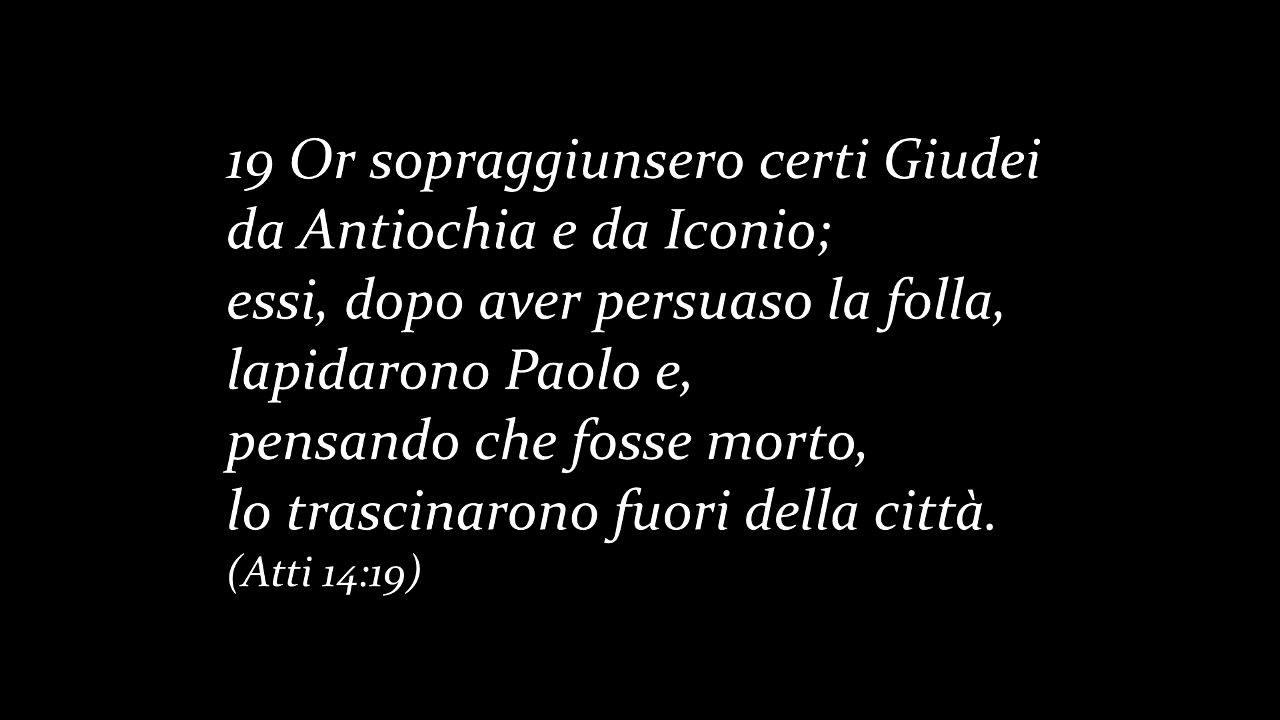 19 Or sopraggiunsero certi Giudei
da Antiochia e da Iconio;
essi, dopo aver persuaso la folla,
lapidarono Paolo e,
pensando che fosse morto,
lo trascinarono fuori della città.
(Atti 14:19)